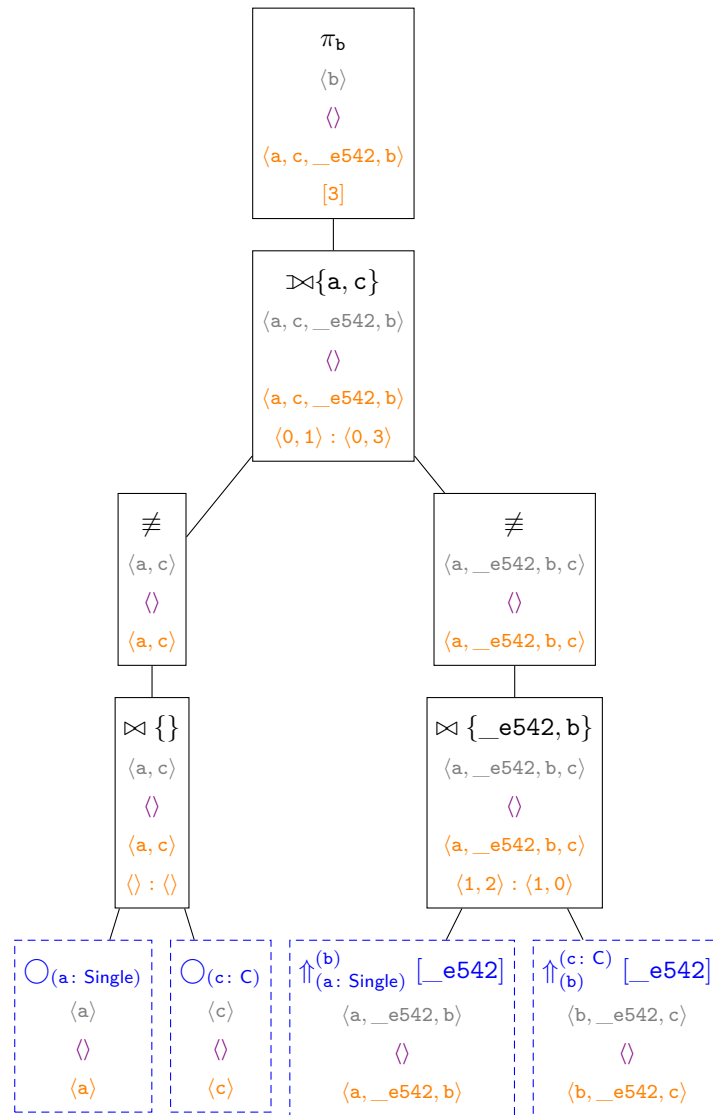 π_b
⟨b⟩
⟨⟩
⟨a, c, __e542, b⟩
[3]
⟕{a, c}
⟨a, c, __e542, b⟩
⟨⟩
⟨a, c, __e542, b⟩
⟨0, 1⟩ : ⟨0, 3⟩
≢
⟨a, c⟩
⟨⟩
⟨a, c⟩
≢
⟨a, __e542, b, c⟩
⟨⟩
⟨a, __e542, b, c⟩
⋈ {}
⟨a, c⟩
⟨⟩
⟨a, c⟩
⟨⟩ : ⟨⟩
⋈ {__e542, b}
⟨a, __e542, b, c⟩
⟨⟩
⟨a, __e542, b, c⟩
⟨1, 2⟩ : ⟨1, 0⟩
◯_(a: Single)
⟨a⟩
⟨⟩
⟨a⟩
◯_(c: C)
⟨c⟩
⟨⟩
⟨c⟩
⇑_(a: Single)^(b) [__e542]
⟨a, __e542, b⟩
⟨⟩
⟨a, __e542, b⟩
⇑_(b)^(c: C) [__e542]
⟨b, __e542, c⟩
⟨⟩
⟨b, __e542, c⟩